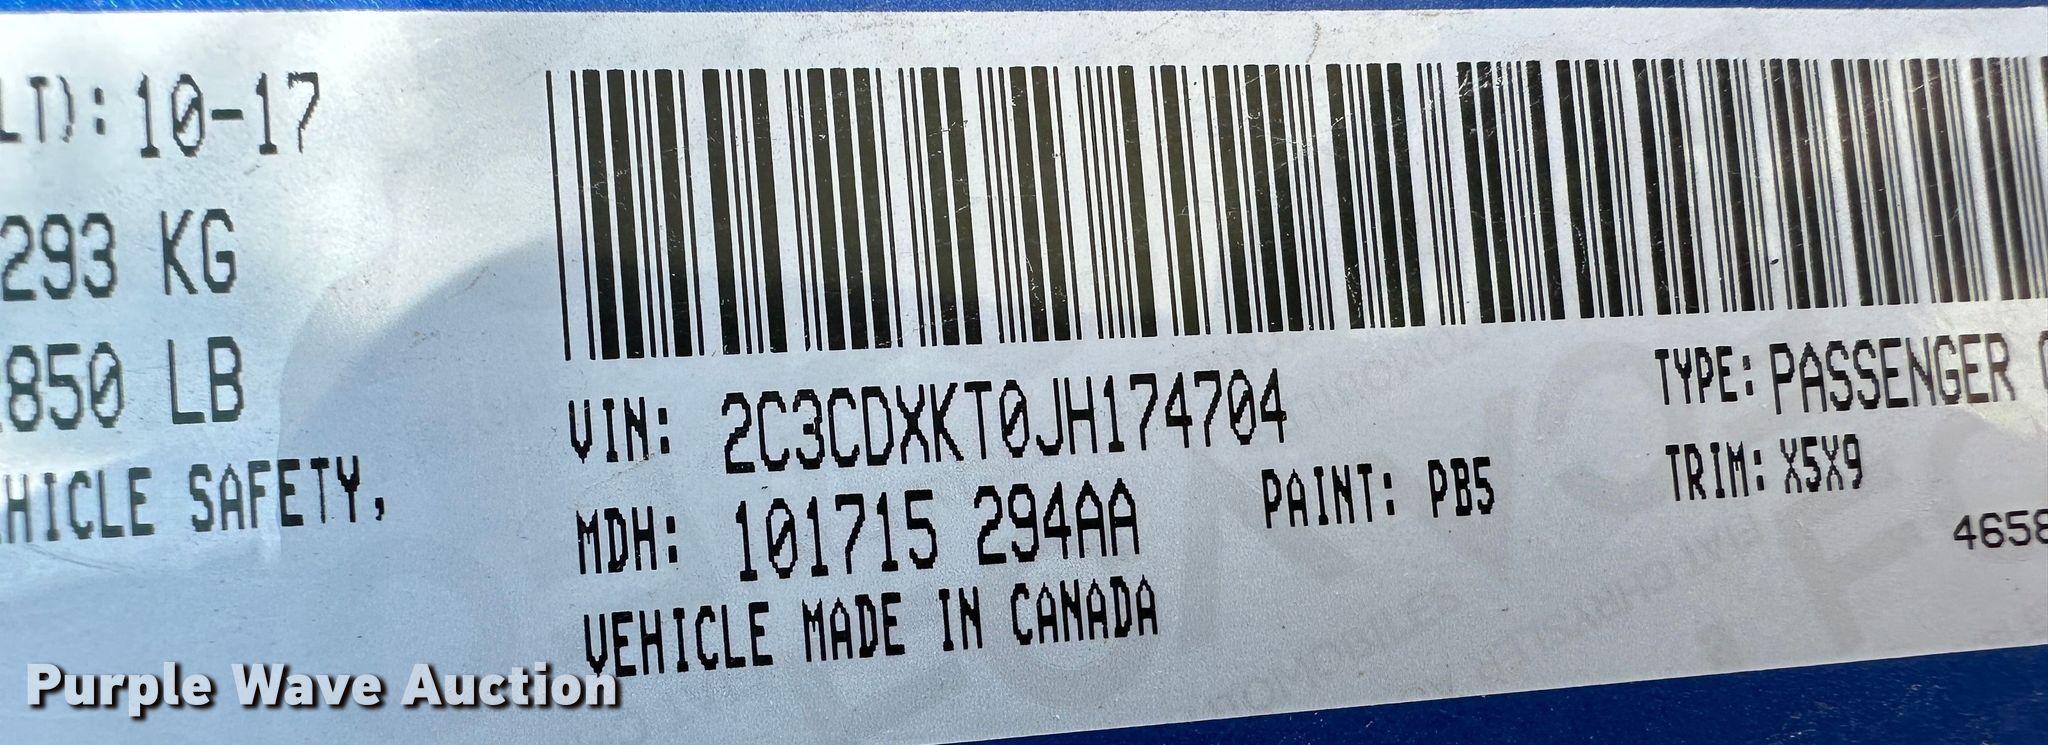 LT): 10-17
293 KG
850 LB
HICLE SAFETY,
VIN: 2C3CDXKT0JH174704
TYPE: PASSENGER
MDH: 101715 294AA
PAINT: PB5
TRIM: X5X9
4658
VEHICLE MADE IN CANADA
Purple Wave Auction